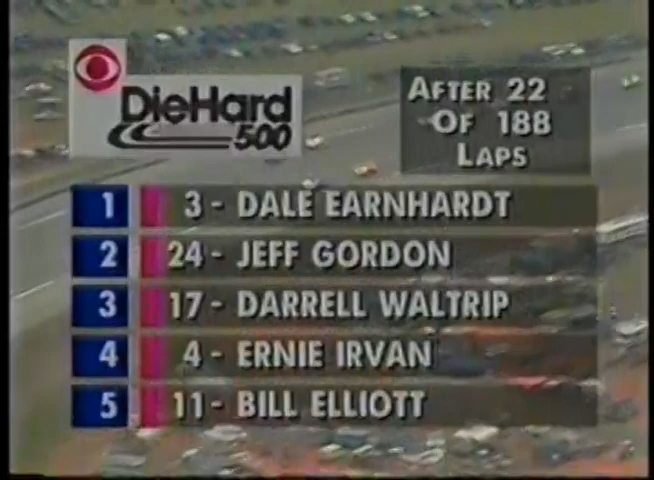 DieHard
500
AFTER 22
OF 188
LAPS
1 3 - DALE EARNHARDT
2 24 - JEFF GORDON
3 17 - DARRELL WALTRIP
4 4 - ERNIE IRVAN
5 11 - BILL ELLIOTT